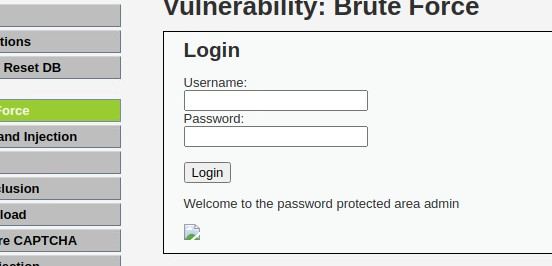 Vulnerability: Brute Force
tions
Reset DB
Force
and Injection
lusion
load
re CAPTCHA
Login
Username:
Password:
Login
Welcome to the password protected area admin